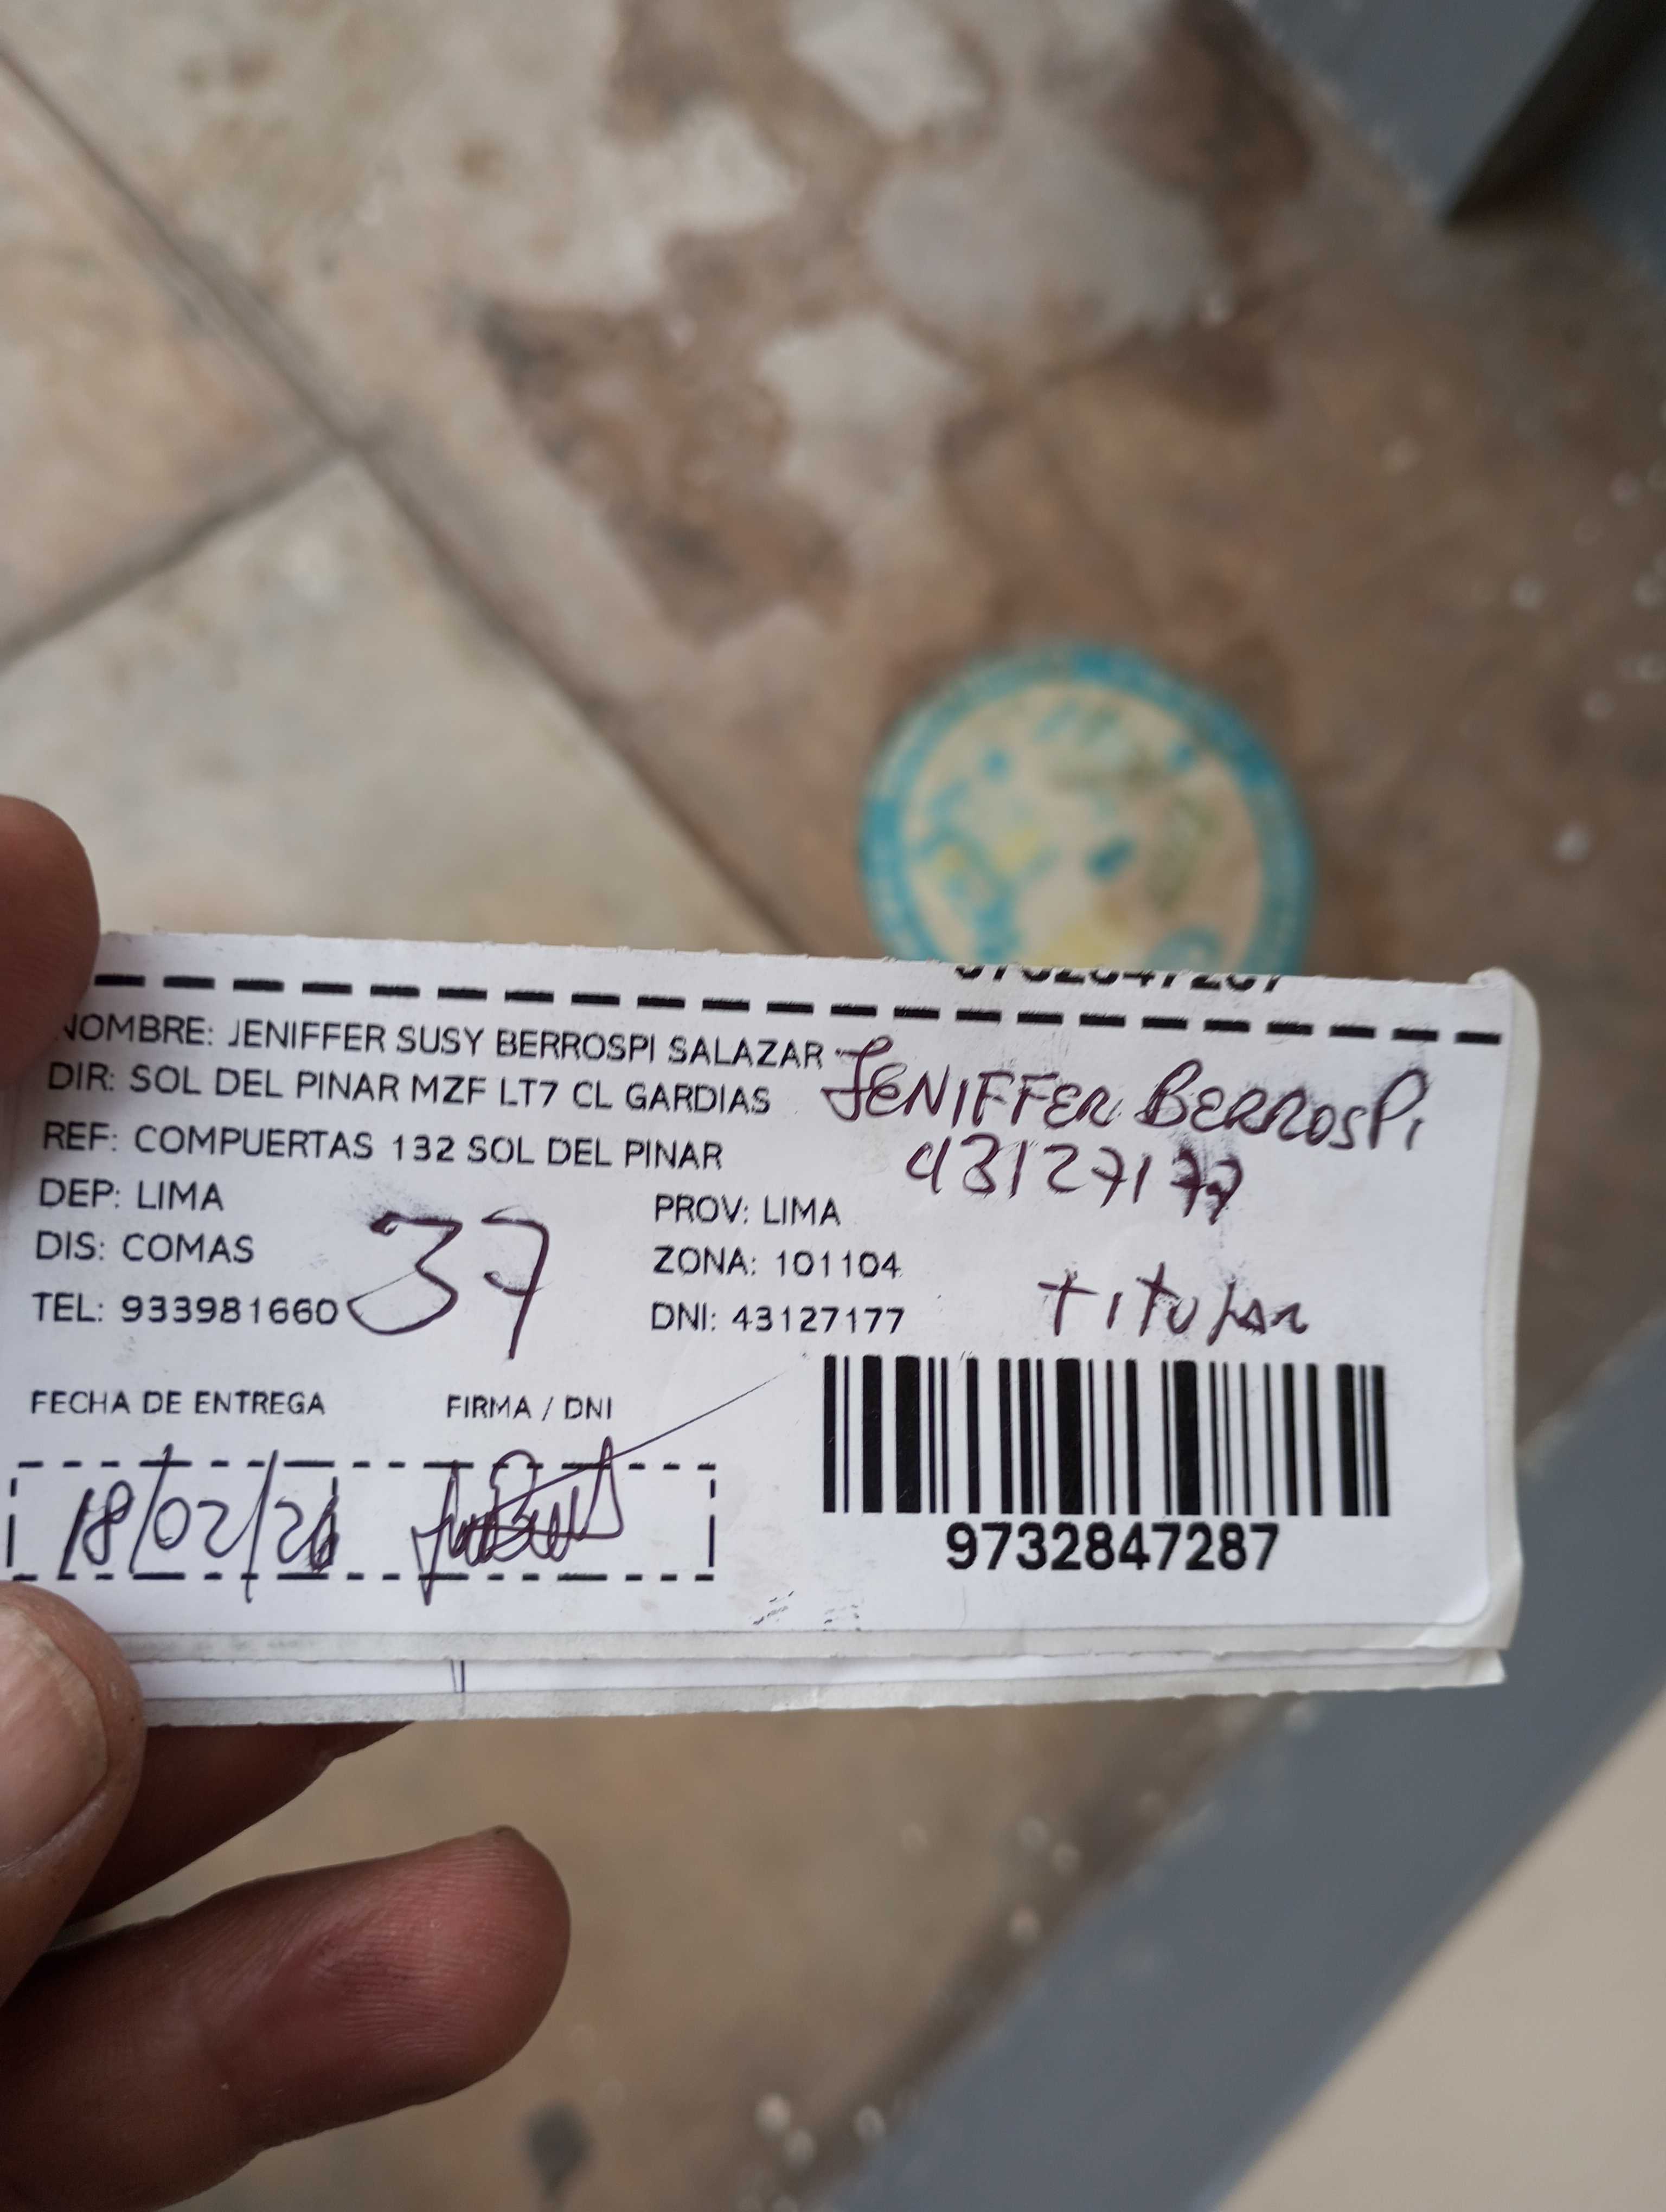 NOMBRE: JENIFFER SUSY BERROSPI SALAZAR
DIR: SOL DEL PINAR MZF LT7 CL GARDIAS
JENIFFER BERROSPI
REF: COMPUERTAS 132 SOL DEL PINAR
43127177
DEP: LIMA
PROV: LIMA
37
DIS: COMAS
ZONA: 101104
titular
TEL: 933981660
DNI: 43127177
FECHA DE ENTREGA
FIRMA / DNI
18/02/26
9732847287